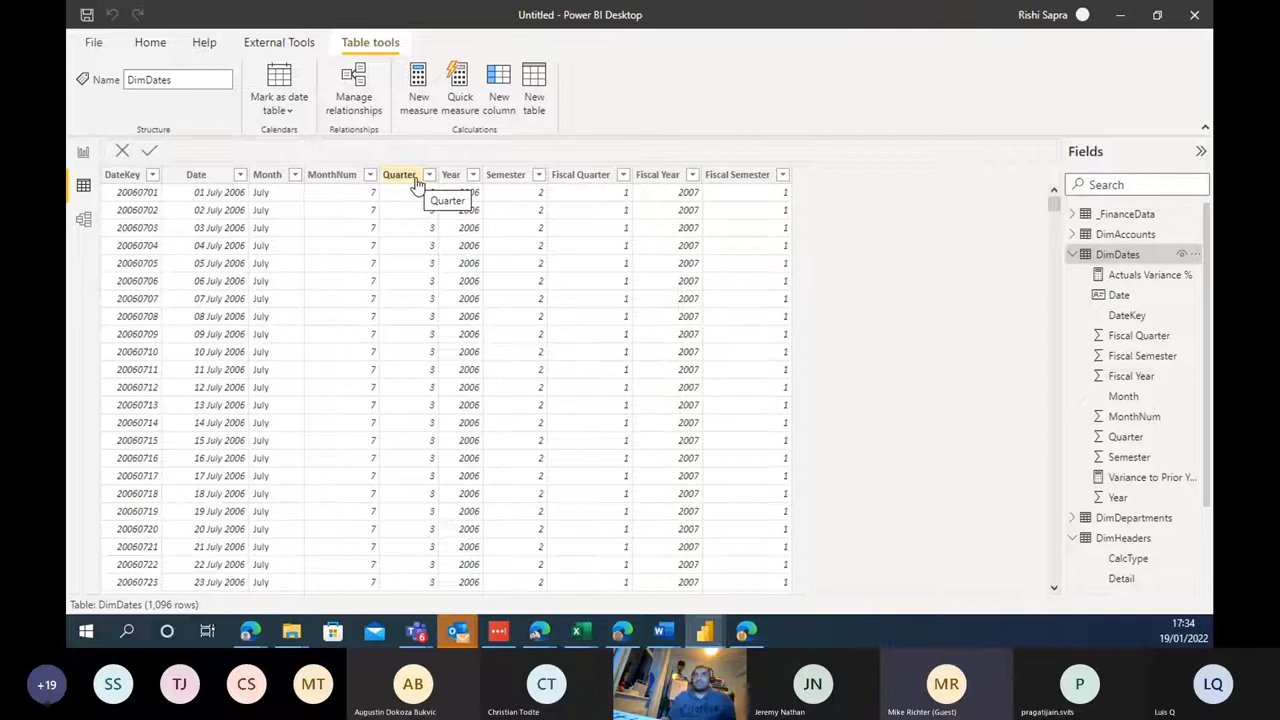 Untitled - Power BI Desktop
Rishi Sapra
File Home Help External Tools Table tools
Name DimDates
Mark as date table
Manage relationships
New measure
Quick measure
New column
New table
Structure Calendars Relationships Calculations
DateKey Date Month MonthNum Quarter Year Semester Fiscal Quarter Fiscal Year Fiscal Semester
20060701 01 July 2006 July 7 2 1 2007 1
Quarter
20060702 02 July 2006 July 7 2 1 2007 1
20060703 03 July 2006 July 7 3 2006 2 1 2007 1
20060704 04 July 2006 July 7 3 2006 2 1 2007 1
20060705 05 July 2006 July 7 3 2006 2 1 2007 1
20060706 06 July 2006 July 7 3 2006 2 1 2007 1
20060707 07 July 2006 July 7 3 2006 2 1 2007 1
20060708 08 July 2006 July 7 3 2006 2 1 2007 1
20060709 09 July 2006 July 7 3 2006 2 1 2007 1
20060710 10 July 2006 July 7 3 2006 2 1 2007 1
20060711 11 July 2006 July 7 3 2006 2 1 2007 1
20060712 12 July 2006 July 7 3 2006 2 1 2007 1
20060713 13 July 2006 July 7 3 2006 2 1 2007 1
20060714 14 July 2006 July 7 3 2006 2 1 2007 1
20060715 15 July 2006 July 7 3 2006 2 1 2007 1
20060716 16 July 2006 July 7 3 2006 2 1 2007 1
20060717 17 July 2006 July 7 3 2006 2 1 2007 1
20060718 18 July 2006 July 7 3 2006 2 1 2007 1
20060719 19 July 2006 July 7 3 2006 2 1 2007 1
20060720 20 July 2006 July 7 3 2006 2 1 2007 1
20060721 21 July 2006 July 7 3 2006 2 1 2007 1
20060722 22 July 2006 July 7 3 2006 2 1 2007 1
20060723 23 July 2006 July 7 3 2006 2 1 2007 1
Table: DimDates (1,096 rows)
Fields
Search
_FinanceData
DimAccounts
DimDates
Actuals Variance %
Date
DateKey
Fiscal Quarter
Fiscal Semester
Fiscal Year
Month
MonthNum
Quarter
Semester
Variance to Prior Y...
Year
DimDepartments
DimHeaders
CalcType
Detail
6
17:34
19/01/2022
+19 SS TJ CS MT AB CT JN MR P LQ
Augustin Dokoza Bukvic
Christian Todte
Jeremy Nathan
Mike Richter (Guest)
pragatijain.svits
Luis Q